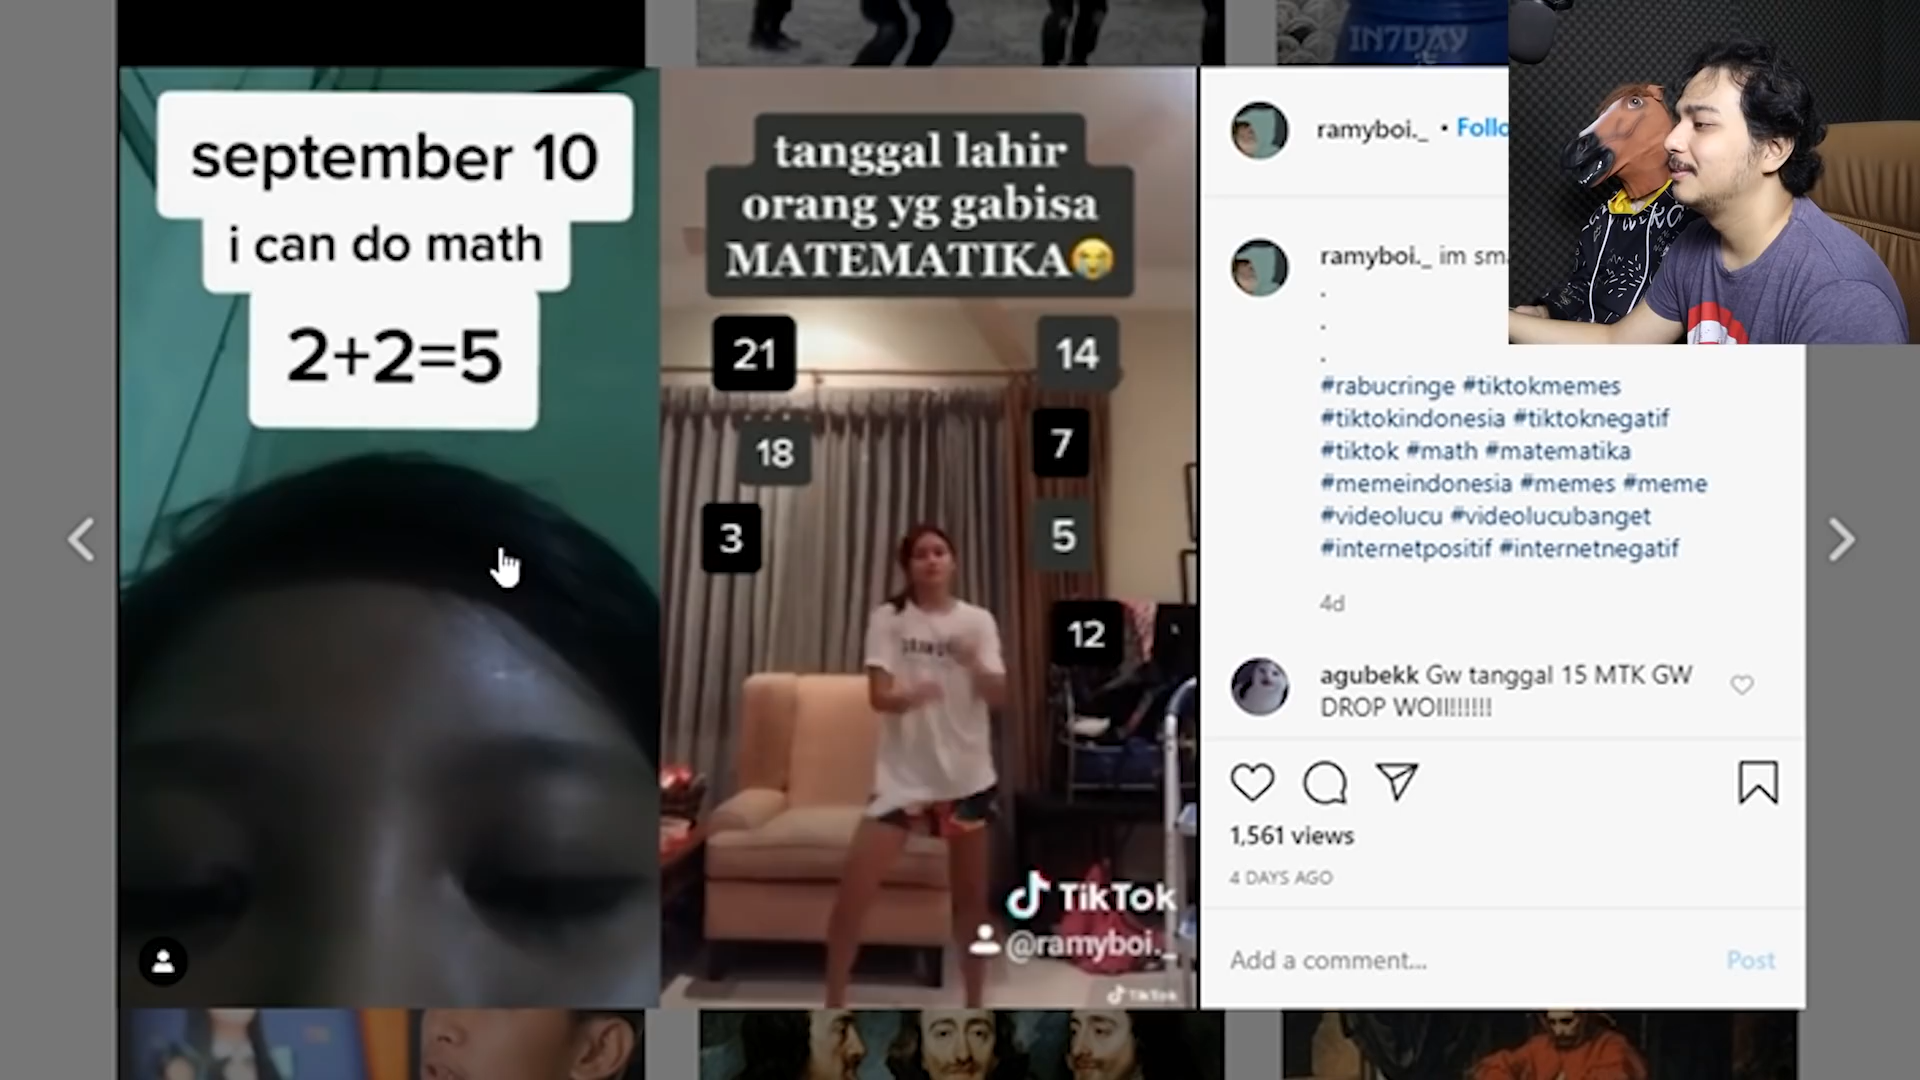 IN7DAY
september 10
i can do math
2+2=5
tanggal lahir
orang yg gabisa
MATEMATIKA😭
21
14
18
7
3
5
12
TikTok
@ramyboi._
TikTok
ramyboi._ • Follo
ramyboi._ im sm
.
.
.
#rabucringe #tiktokmemes
#tiktokindonesia #tiktoknegatif
#tiktok #math #matematika
#memeindonesia #memes #meme
#videolucu #videolucubanget
#internetpositif #internetnegatif
4d
agubekk Gw tanggal 15 MTK GW
DROP WOII!!!!!!!
1,561 views
4 DAYS AGO
Add a comment...
Post